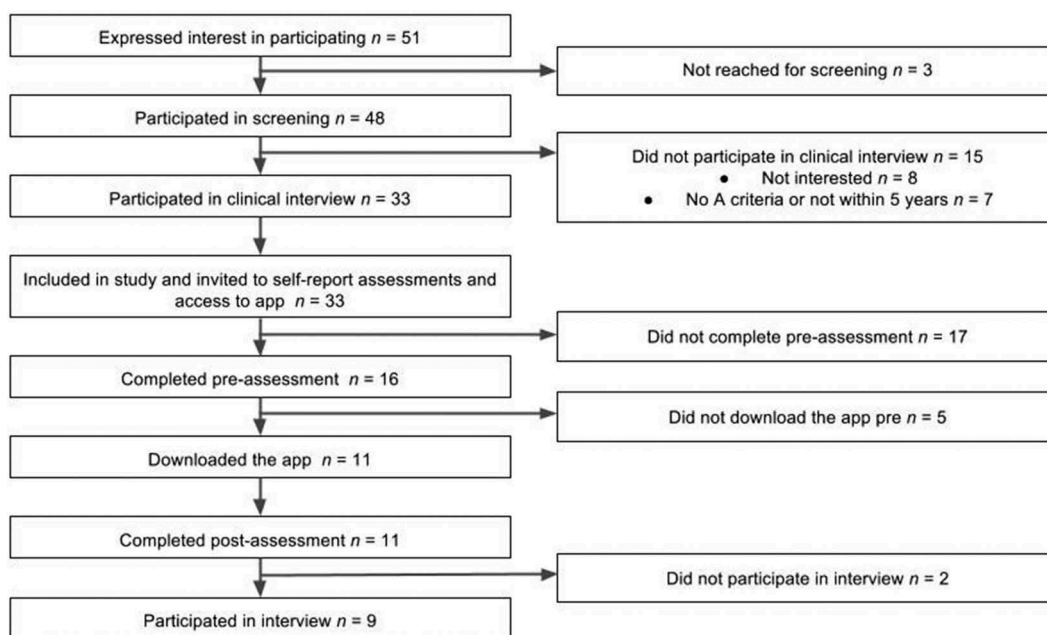 Expressed interest in participating n = 51
Not reached for screening n = 3
Participated in screening n = 48
Did not participate in clinical interview n = 15
● Not interested n = 8
● No A criteria or not within 5 years n = 7
Participated in clinical interview n = 33
Included in study and invited to self-report assessments and
access to app n = 33
Did not complete pre-assessment n = 17
Completed pre-assessment n = 16
Did not download the app pre n = 5
Downloaded the app n = 11
Completed post-assessment n = 11
Did not participate in interview n = 2
Participated in interview n = 9